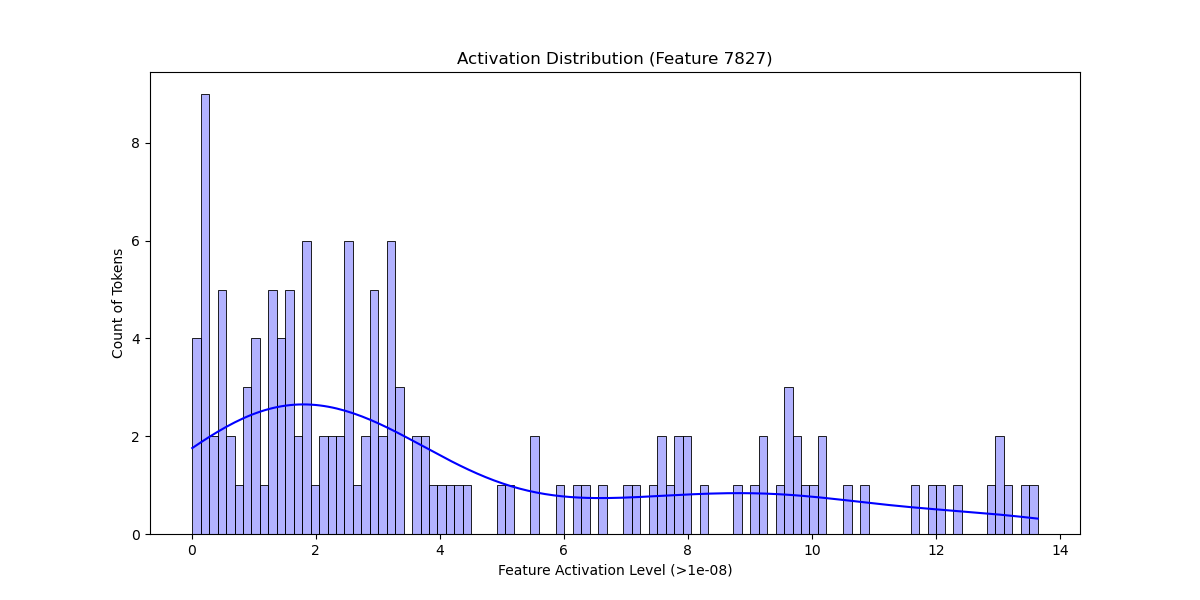 Activation Distribution (Feature 7827)
8
6
4
2
0
Count of Tokens
0 2 4 6 8 10 12 14
Feature Activation Level (>1e-08)